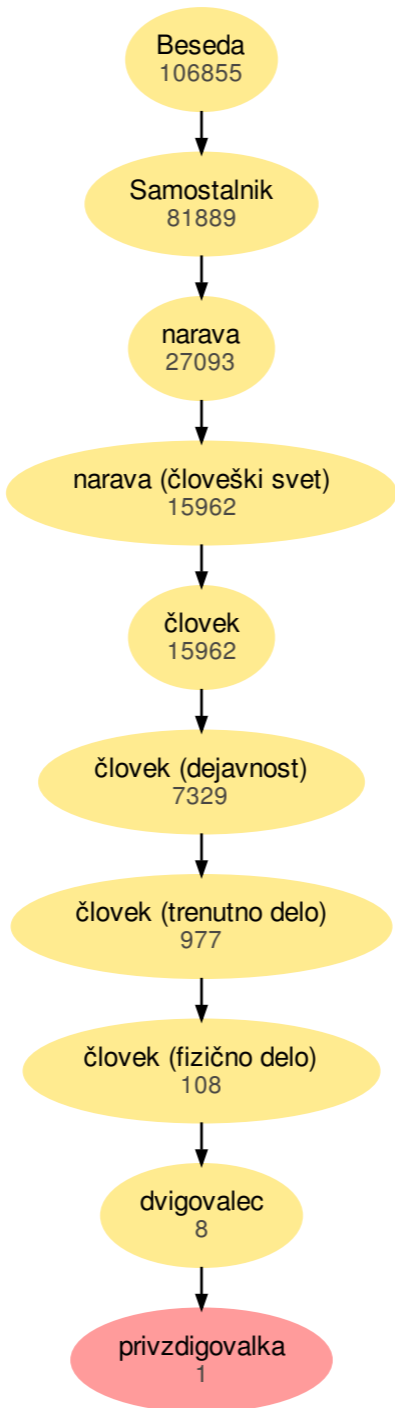 Beseda
106855
Samostalnik
81889
narava
27093
narava (človeški svet)
15962
človek
15962
človek (dejavnost)
7329
človek (trenutno delo)
977
človek (fizično delo)
108
dvigovalec
8
privzdigovalka
1